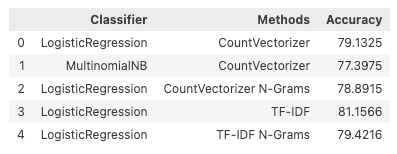 Classifier Methods Accuracy
0 LogisticRegression CountVectorizer 79.1325
1 MultinomialNB CountVectorizer 77.3975
2 LogisticRegression CountVectorizer N-Grams 78.8915
3 LogisticRegression TF-IDF 81.1566
4 LogisticRegression TF-IDF N-Grams 79.4216